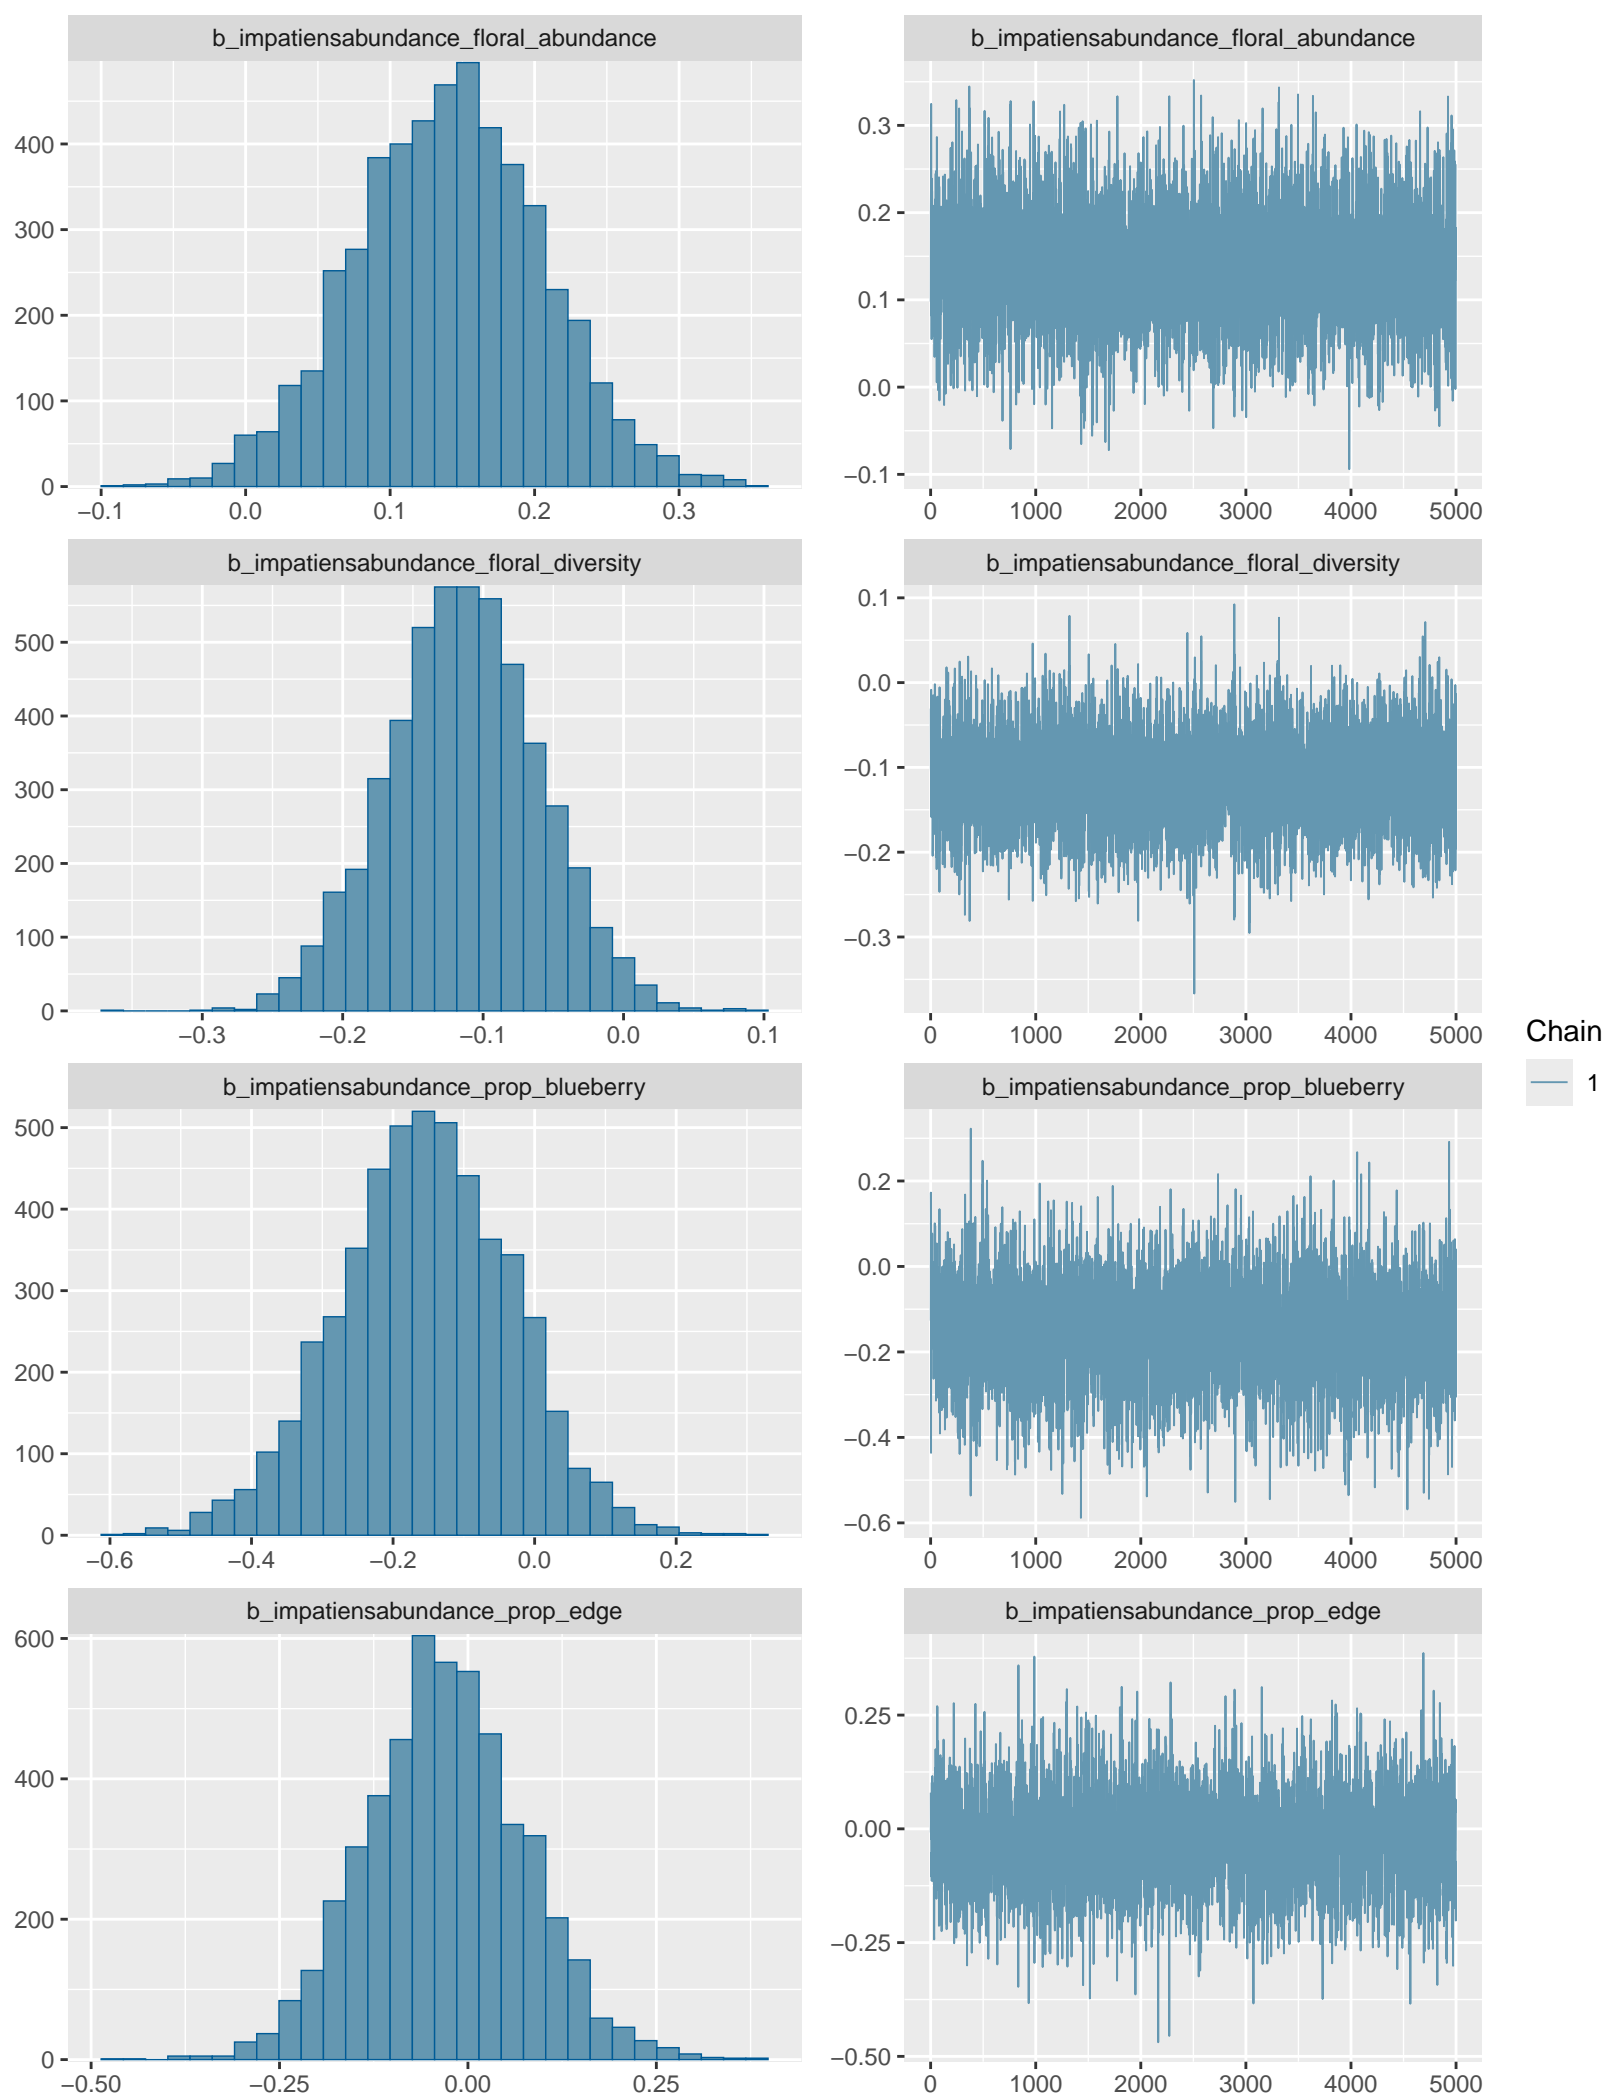 b_impatiensabundance_floral_abundance
400
300
200
100
0
−0.1 0.0 0.1 0.2 0.3
b_impatiensabundance_floral_abundance
0.3
0.2
0.1
0.0
−0.1
0 1000 2000 3000 4000 5000
b_impatiensabundance_floral_diversity
500
400
300
200
100
0
−0.3 −0.2 −0.1 0.0 0.1
b_impatiensabundance_floral_diversity
0.1
0.0
−0.1
−0.2
−0.3
0 1000 2000 3000 4000 5000
b_impatiensabundance_prop_blueberry
500
400
300
200
100
0
−0.6 −0.4 −0.2 0.0 0.2
b_impatiensabundance_prop_blueberry
0.2
0.0
−0.2
−0.4
−0.6
0 1000 2000 3000 4000 5000
b_impatiensabundance_prop_edge
600
400
200
0
−0.50 −0.25 0.00 0.25
b_impatiensabundance_prop_edge
0.25
0.00
−0.25
−0.50
0 1000 2000 3000 4000 5000
Chain
1